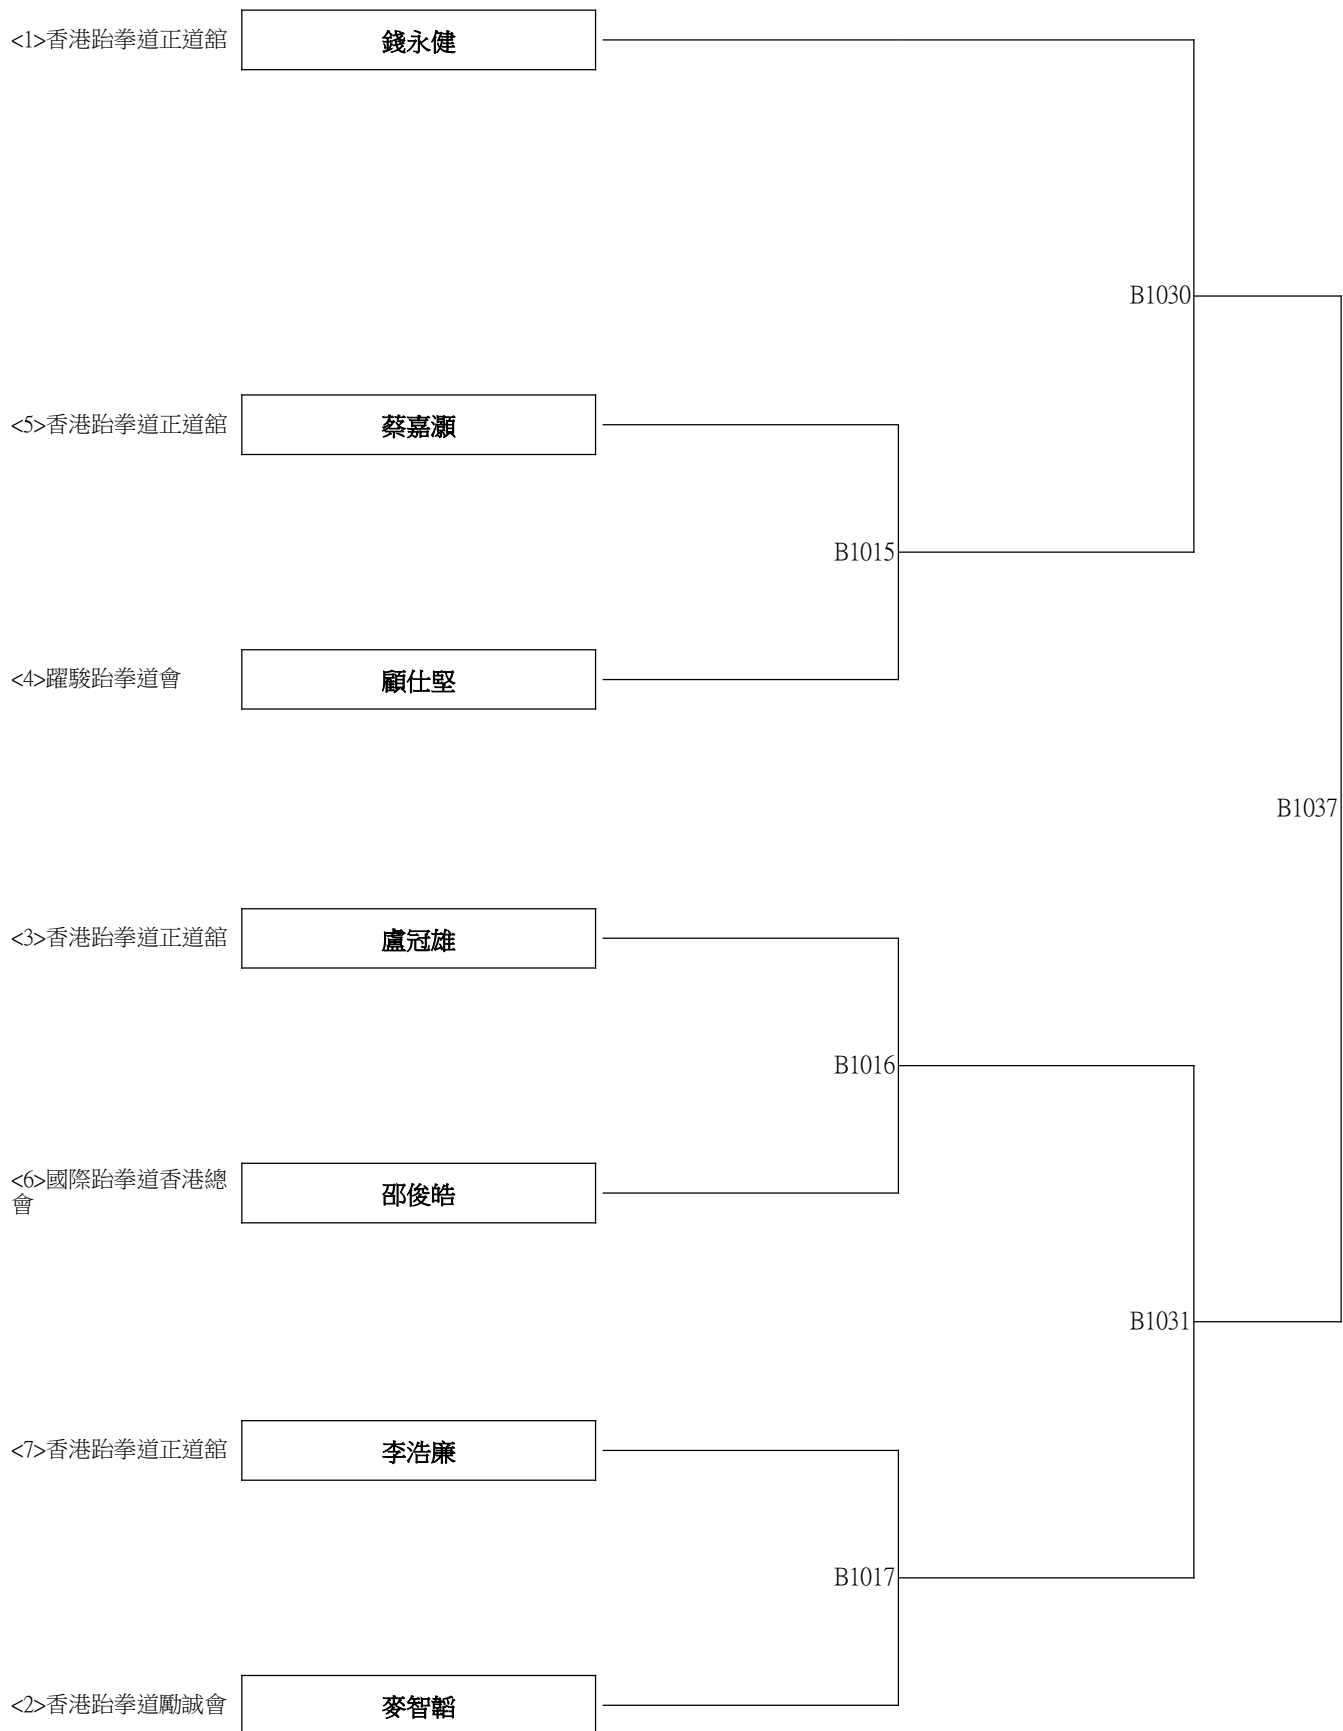 <1>香港跆拳道正道舘
錢永健
B1030
<5>香港跆拳道正道舘
蔡嘉灝
B1015
<4>躍駿跆拳道會
顧仕堅
B1037
<3>香港跆拳道正道舘
盧冠雄
B1016
<6>國際跆拳道香港總
會
邵俊皓
B1031
<7>香港跆拳道正道舘
李浩廉
B1017
<2>香港跆拳道勵誠會
麥智韜